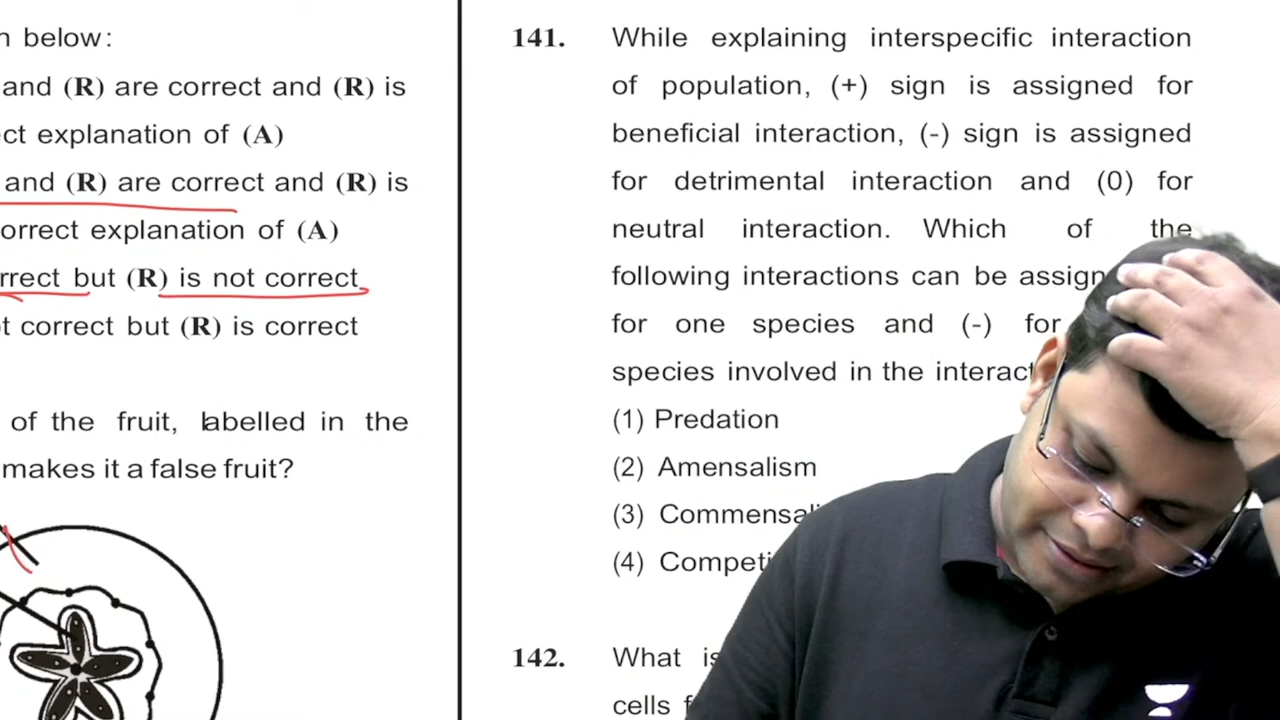 n below:
and (R) are correct and (R) is
ct explanation of (A)
and (R) are correct and (R) is
orrect explanation of (A)
rrect but (R) is not correct
t correct but (R) is correct
of the fruit, labelled in the
makes it a false fruit?
141. While explaining interspecific interaction
of population, (+) sign is assigned for
beneficial interaction, (-) sign is assigned
for detrimental interaction and (0) for
neutral interaction. Which of the
following interactions can be assign
for one species and (-) for
species involved in the interact
(1) Predation
(2) Amensalism
(3) Commensali
(4) Competi
142. What is
cells f